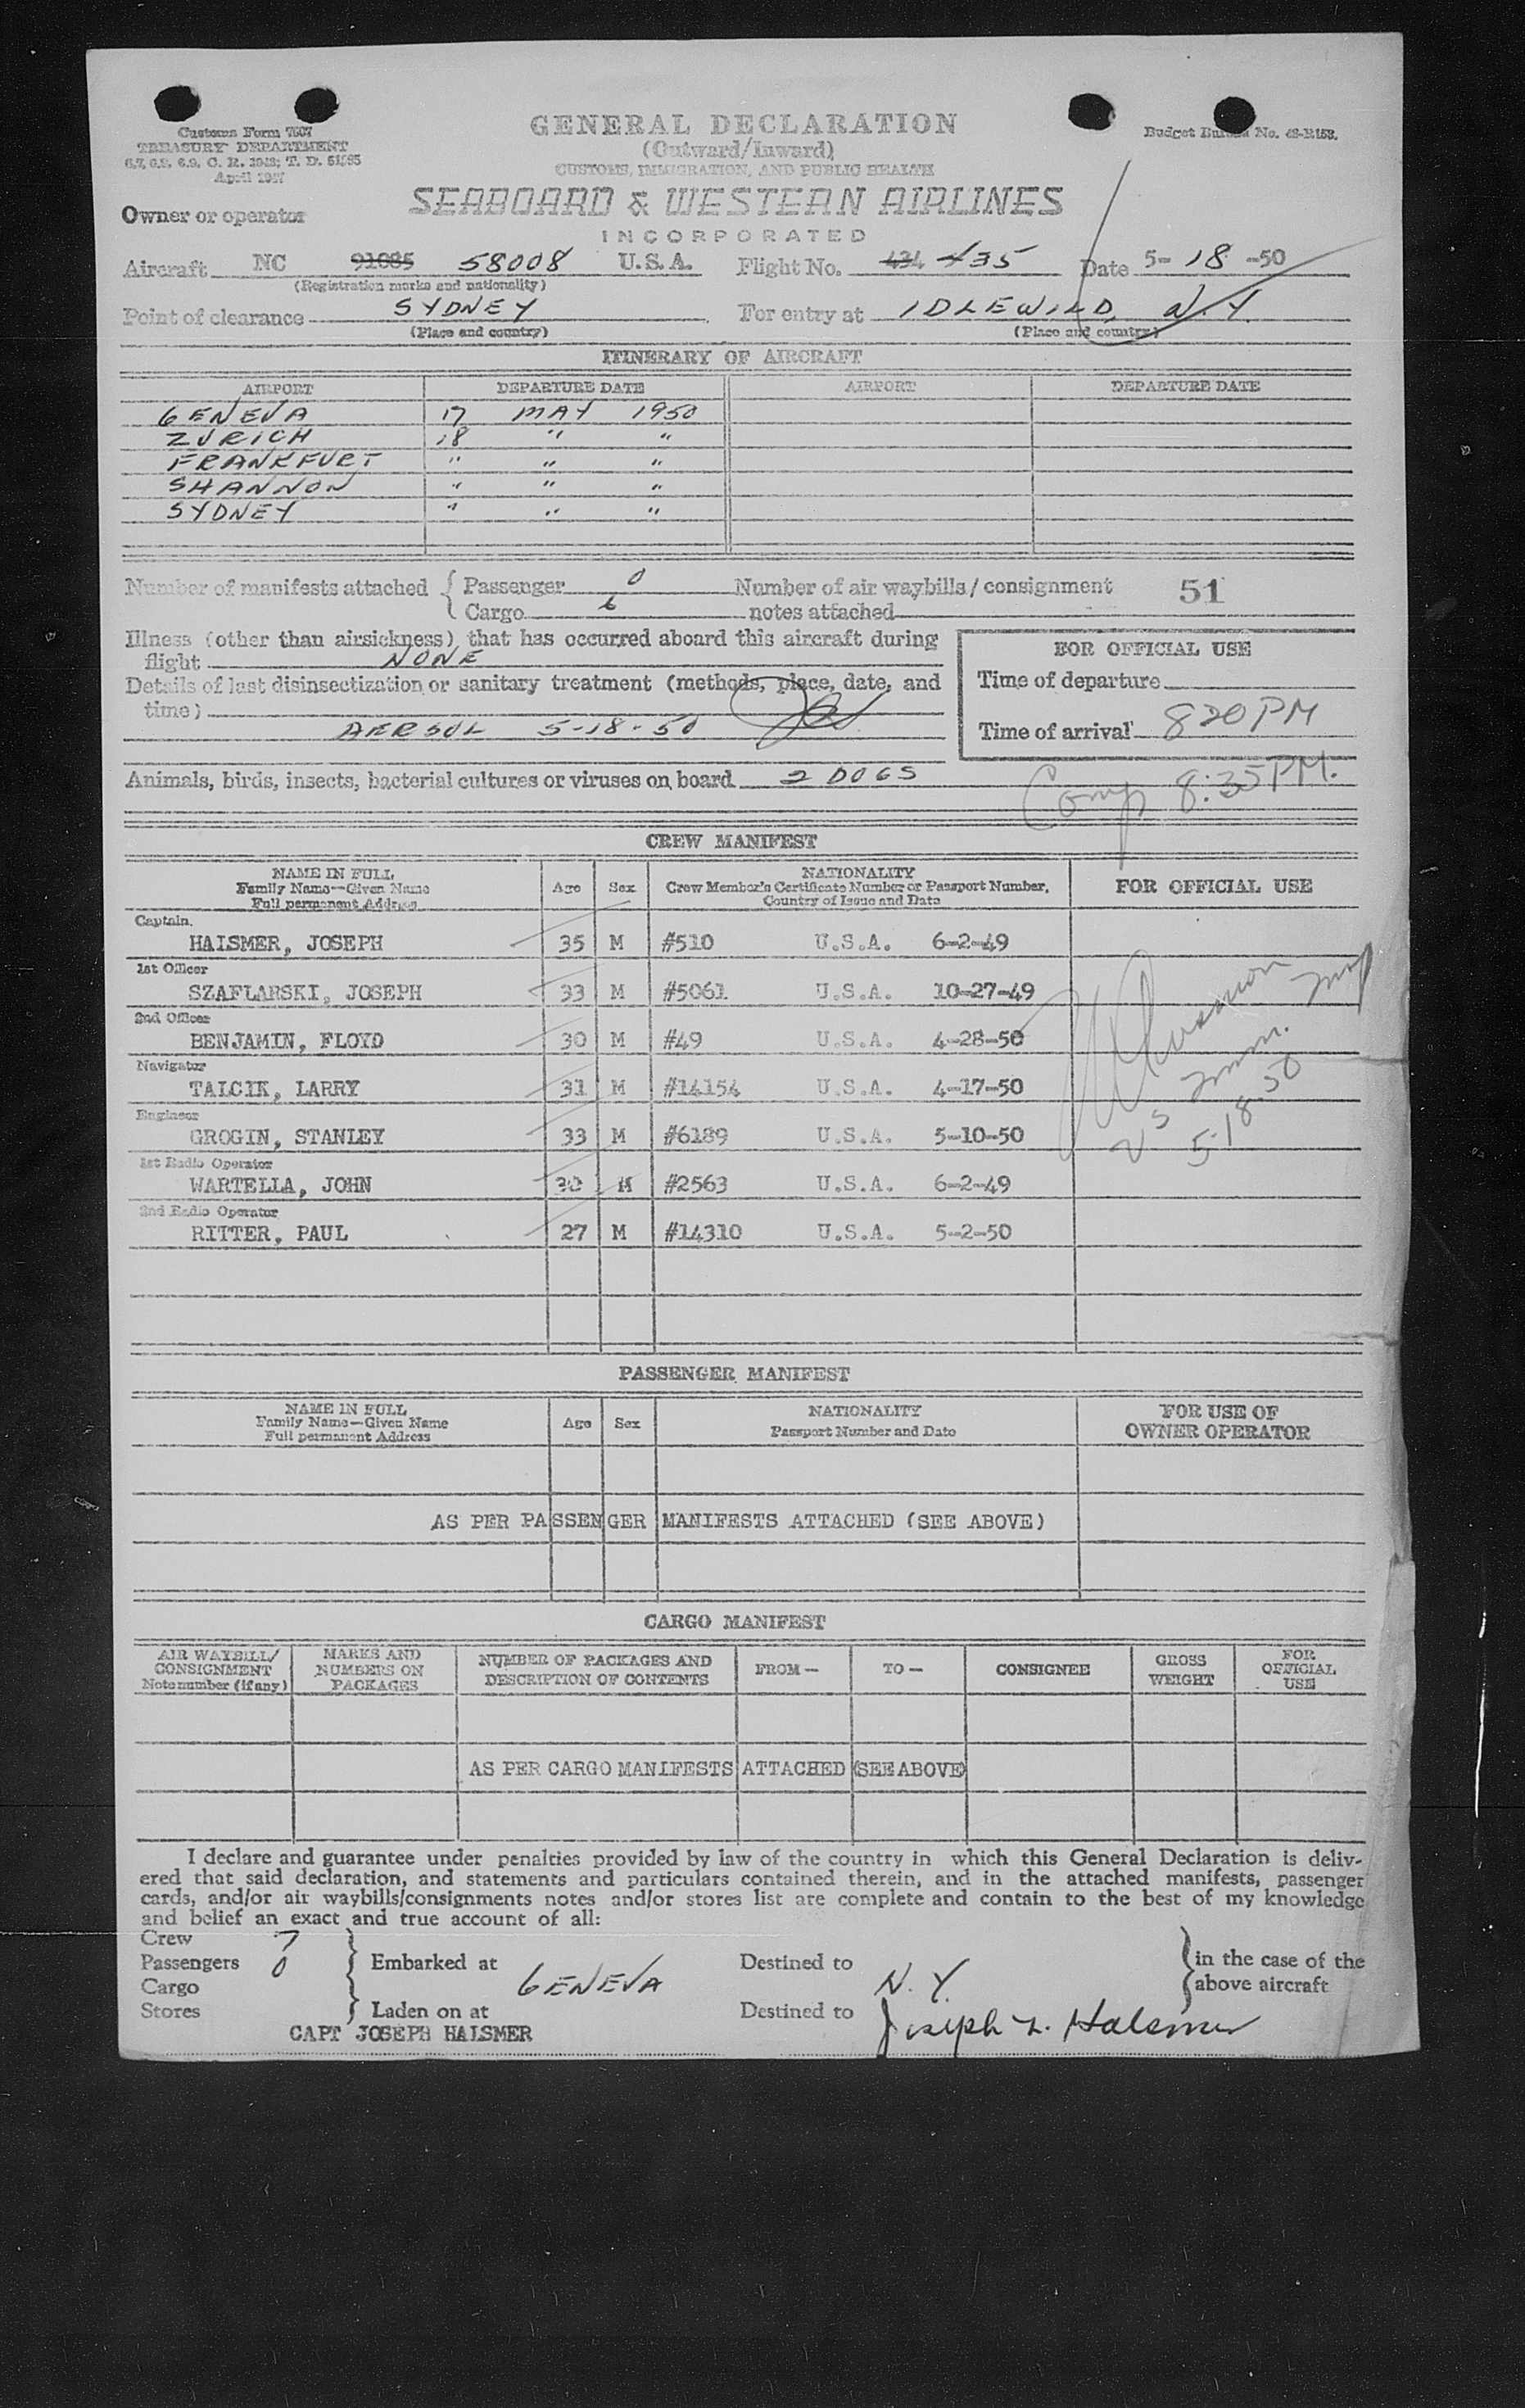 Customs Form 7507
TREASURY DEPARTMENT
April 1947
GENERAL DECLARATION
(Outward/Inward)
CUSTOMS, IMMIGRATION, AND PUBLIC HEALTH
Budget Bureau No. 48-R153.
SEABOARD & WESTERN AIRLINES
INCORPORATED
Owner or operator
Aircraft NC 91085 58008 U.S.A. Flight No. 434 435 Date 5-18-50
(Registration marks and nationality)
Point of clearance SYDNEY For entry at IDLEWILD, N.Y.
(Place and country) (Place and country)
ITINERARY OF AIRCRAFT
AIRPORT DEPARTURE DATE AIRPORT DEPARTURE DATE
GENEVA 17 MAY 1950
ZURICH 18 " "
FRANKFURT " " "
SHANNON " " "
SYDNEY " " "
Number of manifests attached { Passenger 0 Number of air waybills/consignment 51
Cargo 6 notes attached
Illness (other than airsickness) that has occurred aboard this aircraft during
flight NONE
Details of last disinsectization or sanitary treatment (methods, place, date, and
time)
AERSOL 5-18-50
FOR OFFICIAL USE
Time of departure
Time of arrival 820 PM
Animals, birds, insects, bacterial cultures or viruses on board 2 DOGS
Comp 8:35 PM.
CREW MANIFEST
NAME IN FULL
Family Name—Given Name
Full permanent Address
Age Sex
NATIONALITY
Crew Member's Certificate Number or Passport Number,
Country of Issue and Date
FOR OFFICIAL USE
Captain.
HALSMER, JOSEPH 35 M #510 U.S.A. 6-2-49
1st Officer
SZAFLARSKI, JOSEPH 33 M #5061 U.S.A. 10-27-49
2nd Officer
BENJAMIN, FLOYD 30 M #49 U.S.A. 4-28-50
Navigator
TALCIK, LARRY 31 M #14154 U.S.A. 4-17-50
Engineer
GROGIN, STANLEY 33 M #6189 U.S.A. 5-10-50
1st Radio Operator
WARTELLA, JOHN 30 M #2563 U.S.A. 6-2-49
2nd Radio Operator
RITTER, PAUL 27 M #14310 U.S.A. 5-2-50
US Imm. Insp
5-18-50
PASSENGER MANIFEST
NAME IN FULL
Family Name—Given Name
Full permanent Address
Age Sex
NATIONALITY
Passport Number and Date
FOR USE OF
OWNER OPERATOR
AS PER PASSENGER MANIFESTS ATTACHED (SEE ABOVE)
CARGO MANIFEST
AIR WAYBILL/
CONSIGNMENT
Note number (if any)
MARKS AND
NUMBERS ON
PACKAGES
NUMBER OF PACKAGES AND
DESCRIPTION OF CONTENTS
FROM —
TO —
CONSIGNEE
GROSS
WEIGHT
FOR
OFFICIAL
USE
AS PER CARGO MANIFESTS ATTACHED (SEE ABOVE)
I declare and guarantee under penalties provided by law of the country in which this General Declaration is deliv-
ered that said declaration, and statements and particulars contained therein, and in the attached manifests, passenger
cards, and/or air waybills/consignments notes and/or stores list are complete and contain to the best of my knowledge
and belief an exact and true account of all:
Crew 7
Passengers 0 Embarked at Destined to in the case of the
Cargo GENEVA N.Y. above aircraft
Stores Laden on at Destined to
CAPT JOSEPH HALSMER Joseph L. Halsmer